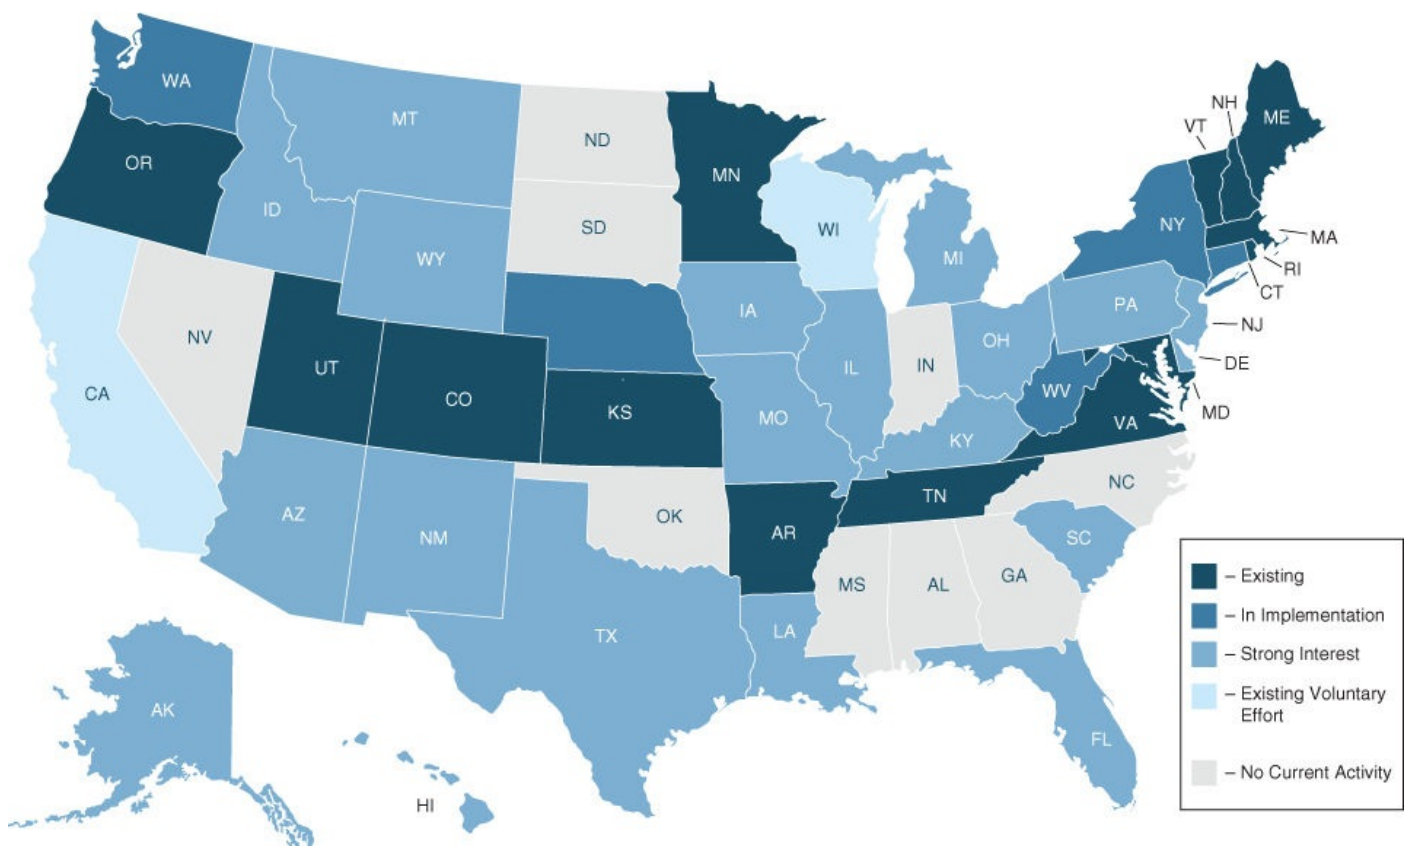 WA
MT
ND
MN
NH
VT
ME
OR
ID
SD
WI
NY
MA
WY
MI
RI
CT
IA
PA
NJ
NV
UT
CO
KS
IL
IN
OH
DE
CA
MO
WV
MD
KY
VA
AZ
NM
OK
AR
TN
NC
SC
MS
AL
GA
TX
LA
AK
FL
HI
– Existing
– In Implementation
– Strong Interest
– Existing Voluntary
Effort
– No Current Activity